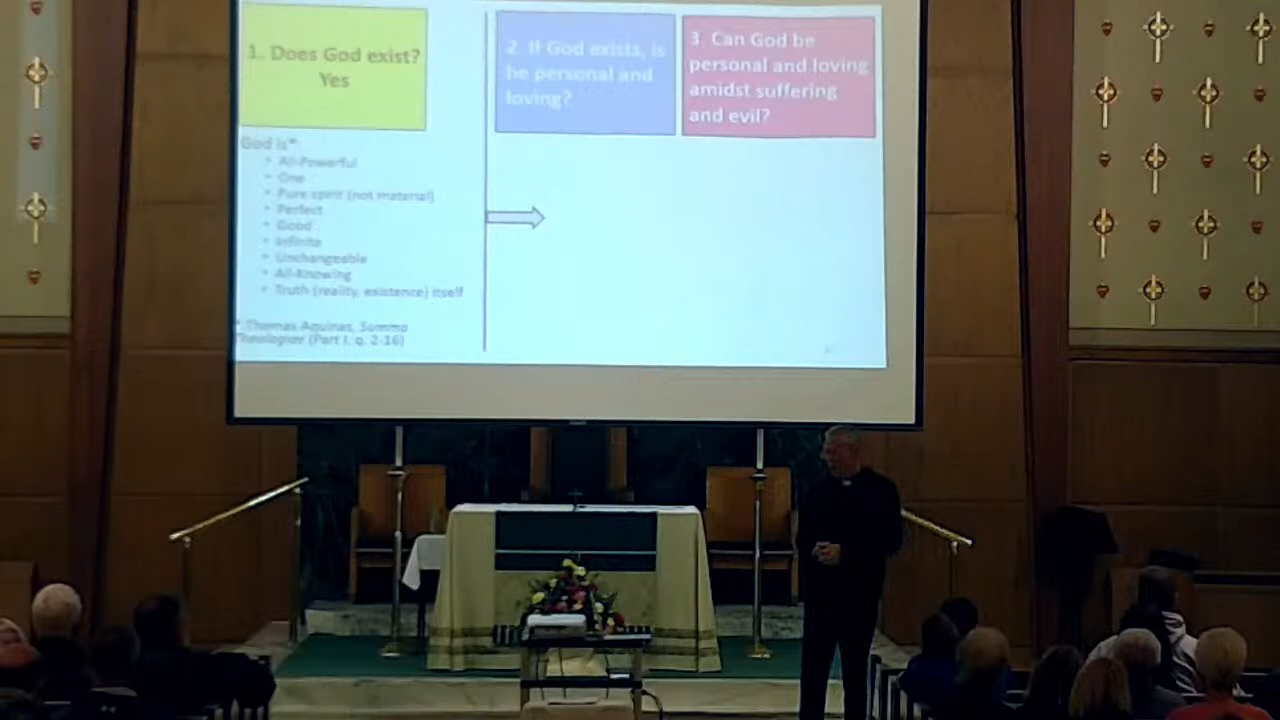 1. Does God exist?
Yes
2. If God exists, is
he personal and
loving?
3. Can God be
personal and loving
amidst suffering
and evil?
God is*:
• All-Powerful
• One
• Pure spirit (not material)
• Perfect
• Good
• Infinite
• Unchangeable
• All-Knowing
• Truth (reality, existence) itself
* Thomas Aquinas, Summa
Theologiae (Part I, q. 2-16)